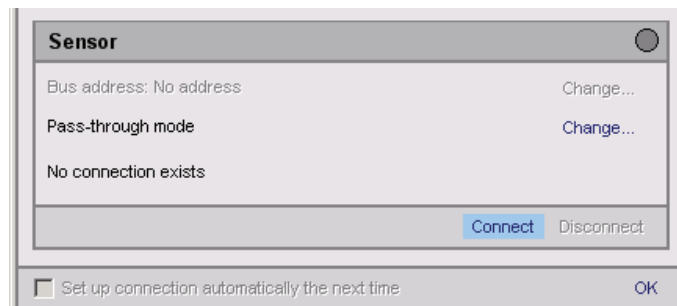 Sensor
Bus address: No address Change...
Pass-through mode Change...
No connection exists
Connect Disconnect
Set up connection automatically the next time OK